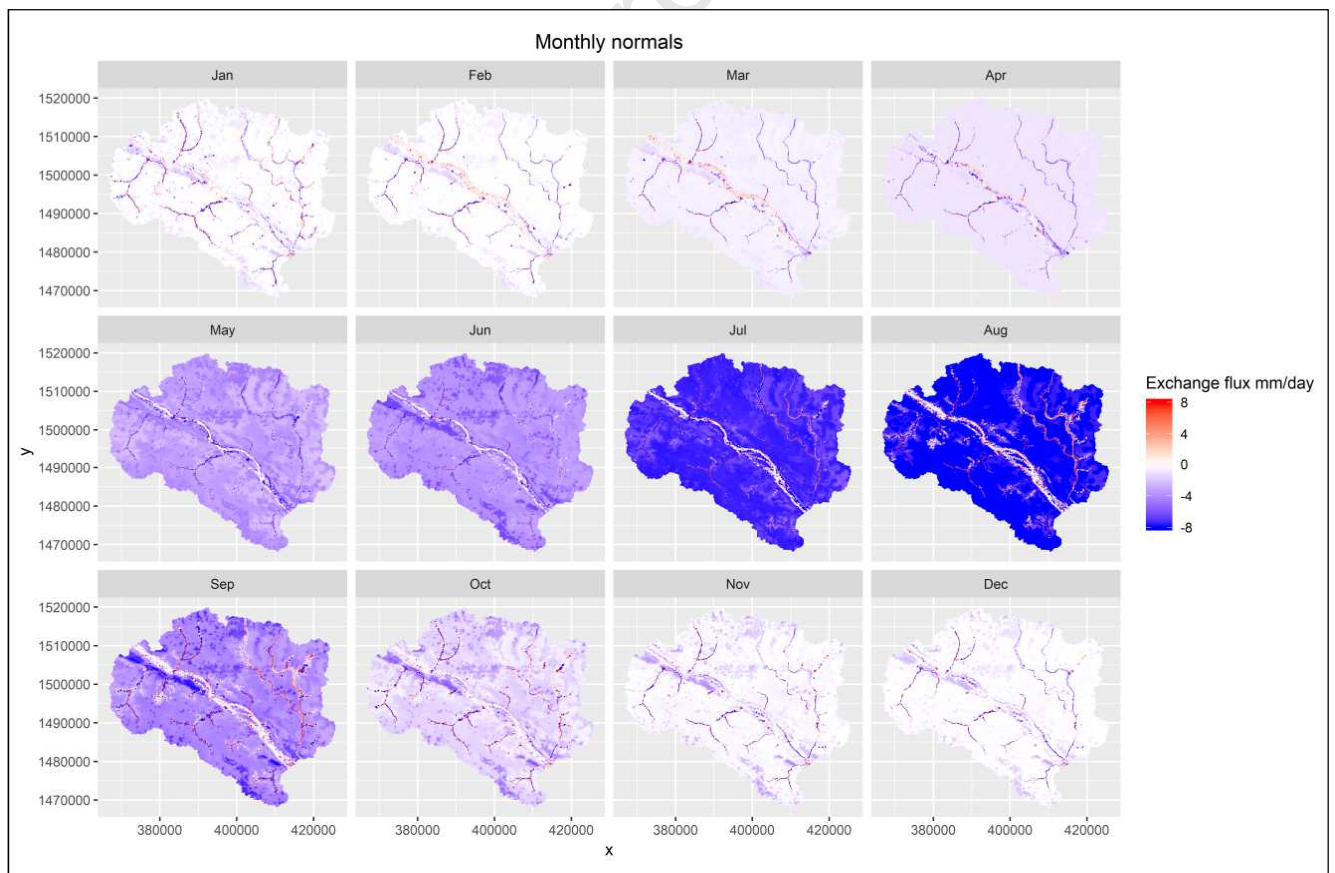 Monthly normals
Jan Feb Mar Apr
1520000
1510000
1500000
1490000
1480000
1470000
May Jun Jul Aug
1520000
1510000
1500000
1490000
1480000
1470000
y
Exchange flux mm/day
8
4
0
-4
-8
Sep Oct Nov Dec
1520000
1510000
1500000
1490000
1480000
1470000
380000 400000 420000 380000 400000 420000 380000 400000 420000 380000 400000 420000
x